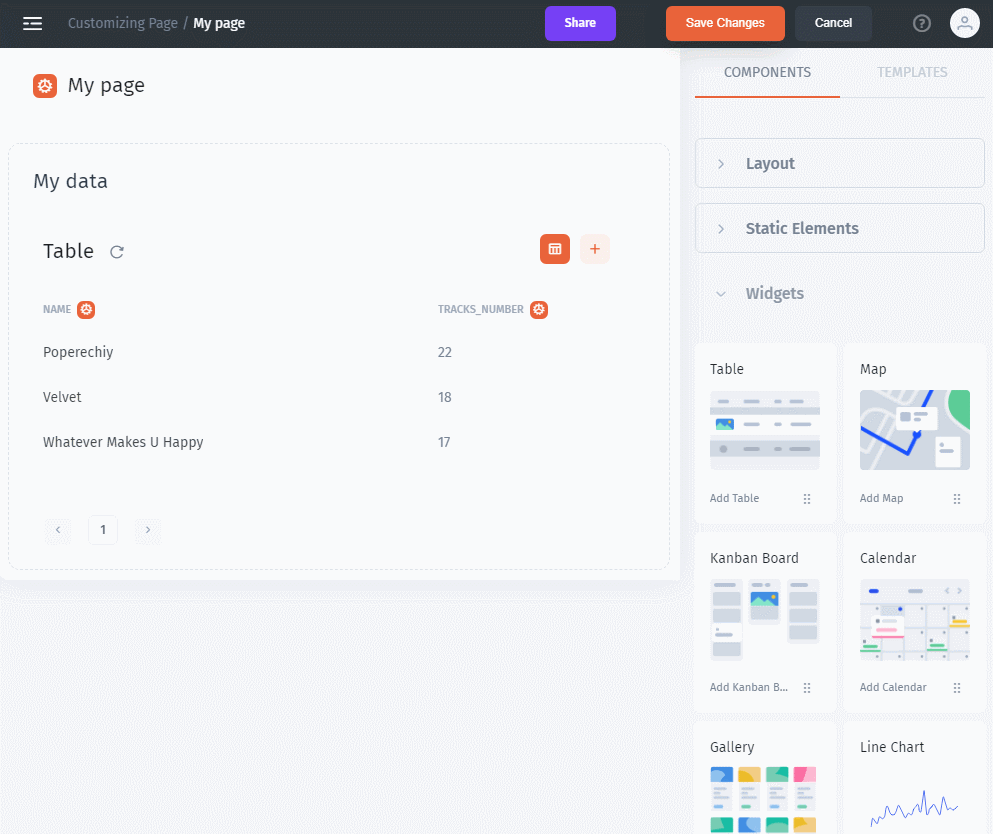 Customizing Page / My page
Share
Save Changes
Cancel
?
My page
COMPONENTS
TEMPLATES
My data
Table
+
NAME
TRACKS_NUMBER
Poperechiy
22
Velvet
18
Whatever Makes U Happy
17
1
Layout
Static Elements
Widgets
Table
Map
Add Table
Add Map
Kanban Board
Calendar
Add Kanban B...
Add Calendar
Gallery
Line Chart